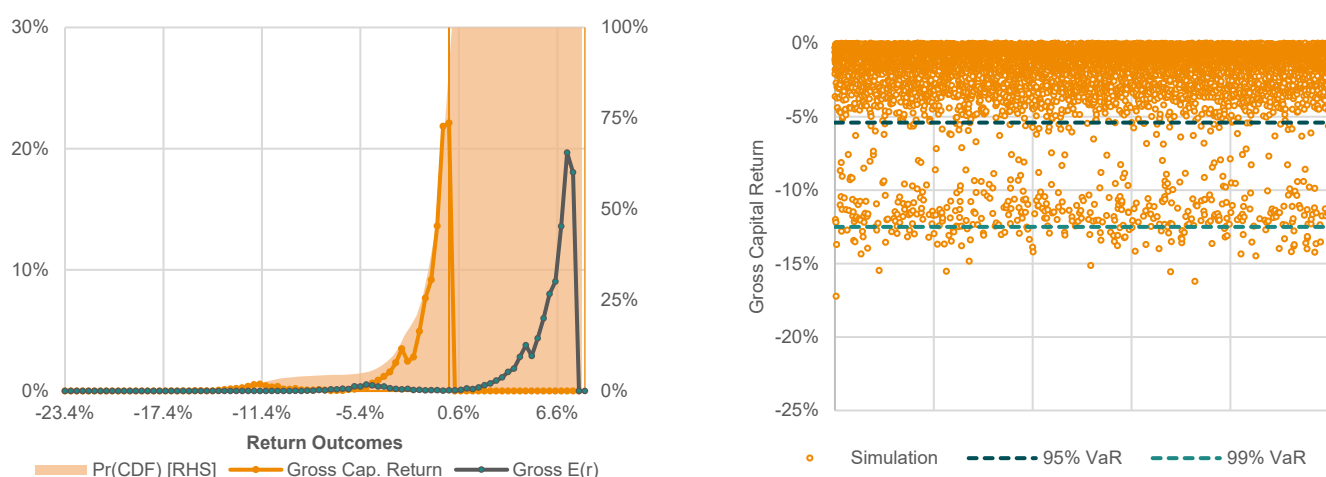 30%
100%
20%
75%
50%
10%
25%
0%
0%
-23.4%
-17.4%
-11.4%
-5.4%
0.6%
6.6%
Return Outcomes
Pr(CDF) [RHS]
Gross Cap. Return
Gross E(r)
0%
-5%
-10%
-15%
-20%
-25%
Gross Capital Return
Simulation
95% VaR
99% VaR